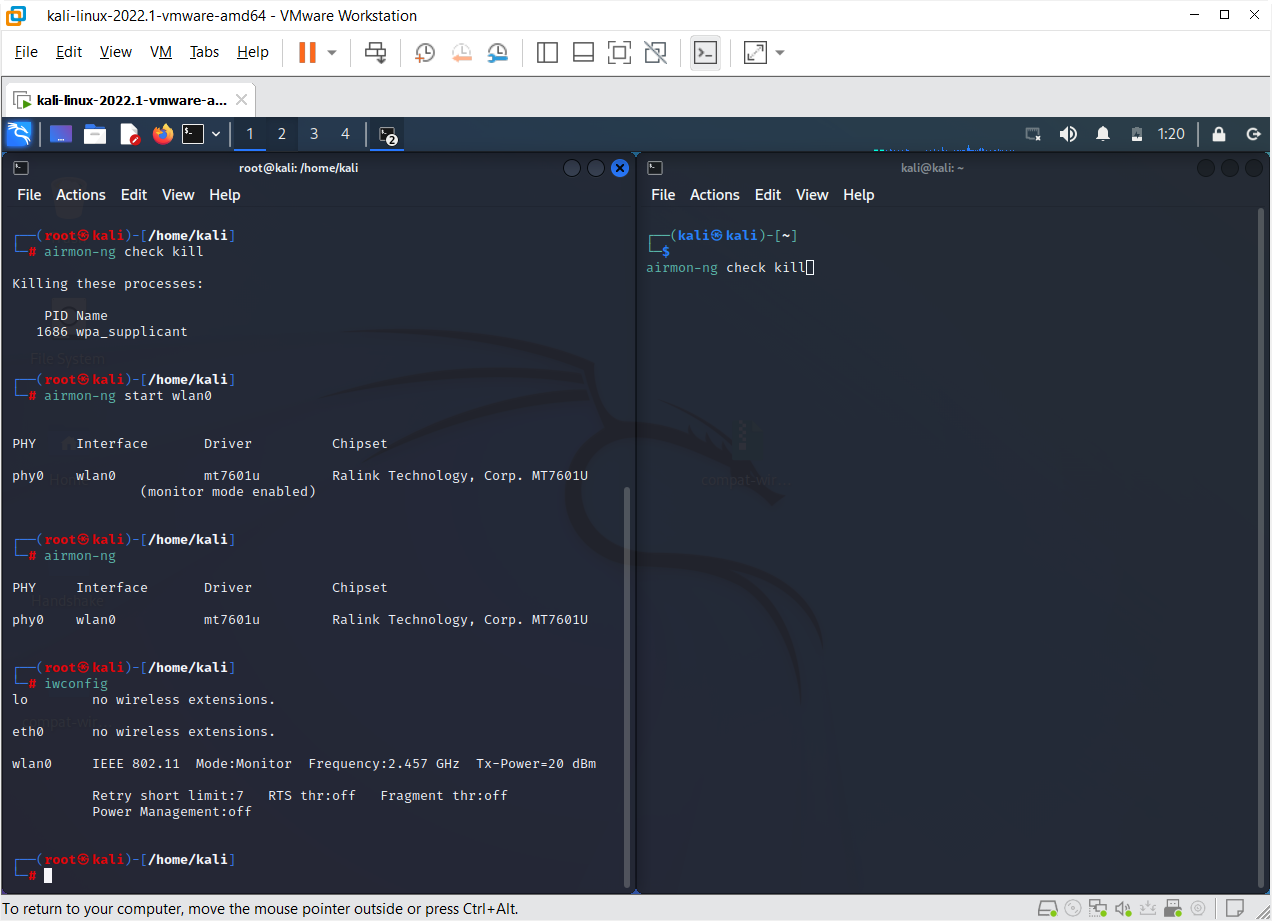 kali-linux-2022.1-vmware-amd64 - VMware Workstation
File Edit View VM Tabs Help
kali-linux-2022.1-vmware-a...
1 2 3 4 2 1:20
root@kali: /home/kali
File Actions Edit View Help
┌──(root㉿kali)-[/home/kali]
└─# airmon-ng check kill
Killing these processes:
PID Name
1686 wpa_supplicant
┌──(root㉿kali)-[/home/kali]
└─# airmon-ng start wlan0
PHY Interface Driver Chipset
phy0 wlan0 mt7601u Ralink Technology, Corp. MT7601U
(monitor mode enabled)
┌──(root㉿kali)-[/home/kali]
└─# airmon-ng
PHY Interface Driver Chipset
phy0 wlan0 mt7601u Ralink Technology, Corp. MT7601U
┌──(root㉿kali)-[/home/kali]
└─# iwconfig
lo no wireless extensions.
eth0 no wireless extensions.
wlan0 IEEE 802.11 Mode:Monitor Frequency:2.457 GHz Tx-Power=20 dBm
Retry short limit:7 RTS thr:off Fragment thr:off
Power Management:off
┌──(root㉿kali)-[/home/kali]
└─#
File System
Handshake
kali@kali: ~
File Actions Edit View Help
┌──(kali㉿kali)-[~]
└─$
airmon-ng check kill
compat-wir...
To return to your computer, move the mouse pointer outside or press Ctrl+Alt.